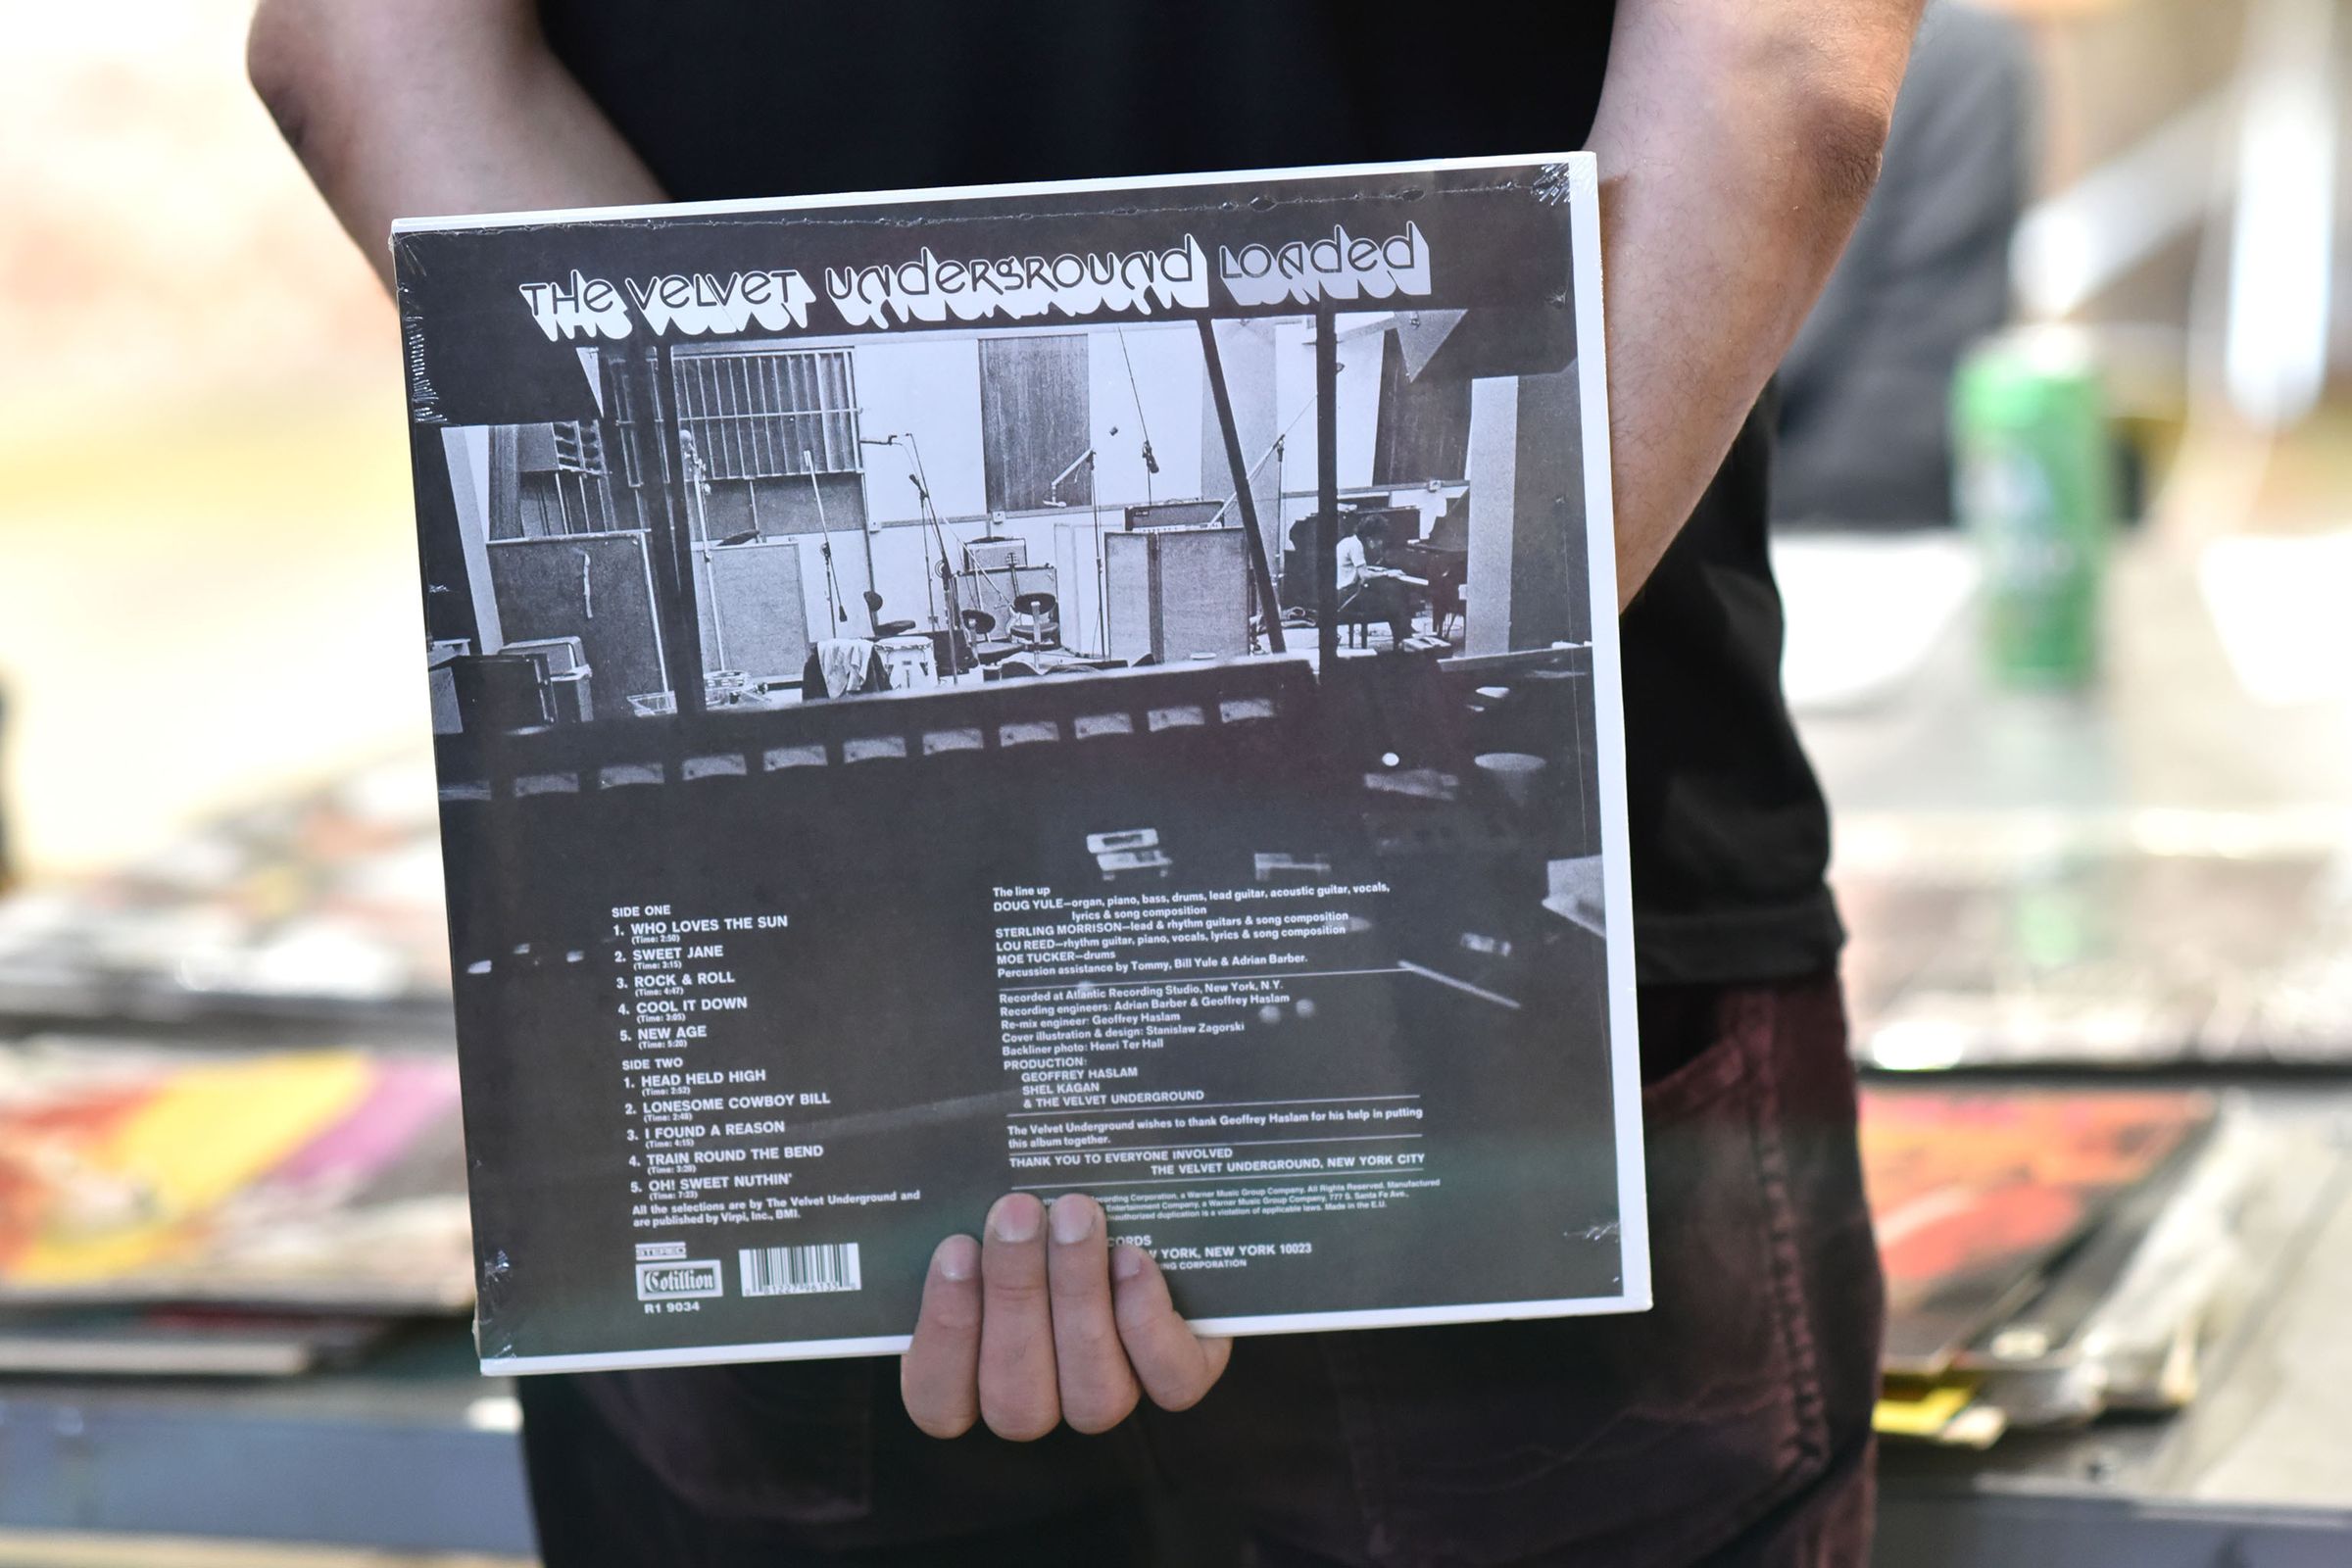 THE VELVET UNDERGROUND LOADED
SIDE ONE
1. WHO LOVES THE SUN
(Time: 2:50)
2. SWEET JANE
(Time: 3:15)
3. ROCK & ROLL
(Time: 4:47)
4. COOL IT DOWN
(Time: 3:05)
5. NEW AGE
(Time: 5:20)
SIDE TWO
1. HEAD HELD HIGH
(Time: 2:52)
2. LONESOME COWBOY BILL
(Time: 2:48)
3. I FOUND A REASON
(Time: 4:15)
4. TRAIN ROUND THE BEND
(Time: 3:20)
5. OH! SWEET NUTHIN'
(Time: 7:23)
All the selections are by The Velvet Underground and
are published by Virpi, Inc., BMI.
STEREO
Cotillion
R1 9034
The line up
DOUG YULE—organ, piano, bass, drums, lead guitar, acoustic guitar, vocals,
lyrics & song composition
STERLING MORRISON—lead & rhythm guitars & song composition
LOU REED—rhythm guitar, piano, vocals, lyrics & song composition
MOE TUCKER—drums
Percussion assistance by Tommy, Bill Yule & Adrian Barber.
Recorded at Atlantic Recording Studio, New York, N.Y.
Recording engineers: Adrian Barber & Geoffrey Haslam
Re-mix engineer: Geoffrey Haslam
Cover illustration & design: Stanislaw Zagorski
Backliner photo: Henri Ter Hall
PRODUCTION:
GEOFFREY HASLAM
SHEL KAGAN
& THE VELVET UNDERGROUND
The Velvet Underground wishes to thank Geoffrey Haslam for his help in putting
this album together.
THANK YOU TO EVERYONE INVOLVED
THE VELVET UNDERGROUND, NEW YORK CITY
Corporation, a Warner Music Group Company. All Rights Reserved. Manufactured
Entertainment Company, a Warner Music Group Company, 777 S. Santa Fe Ave.,
duplication is a violation of applicable laws. Made in the E.U.
YORK, NEW YORK 10023
CORPORATION